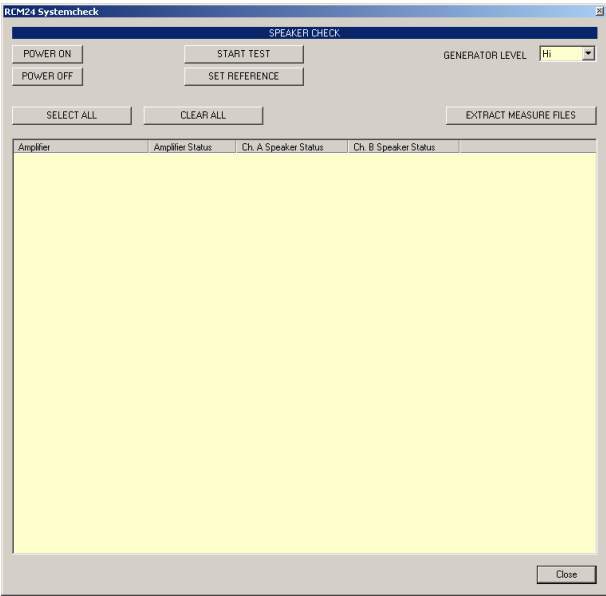 RCM24 Systemcheck
SPEAKER CHECK
POWER ON
START TEST
GENERATOR LEVEL
Hi
POWER OFF
SET REFERENCE
SELECT ALL
CLEAR ALL
EXTRACT MEASURE FILES
Amplifier
Amplifier Status
Ch. A Speaker Status
Ch. B Speaker Status
Close